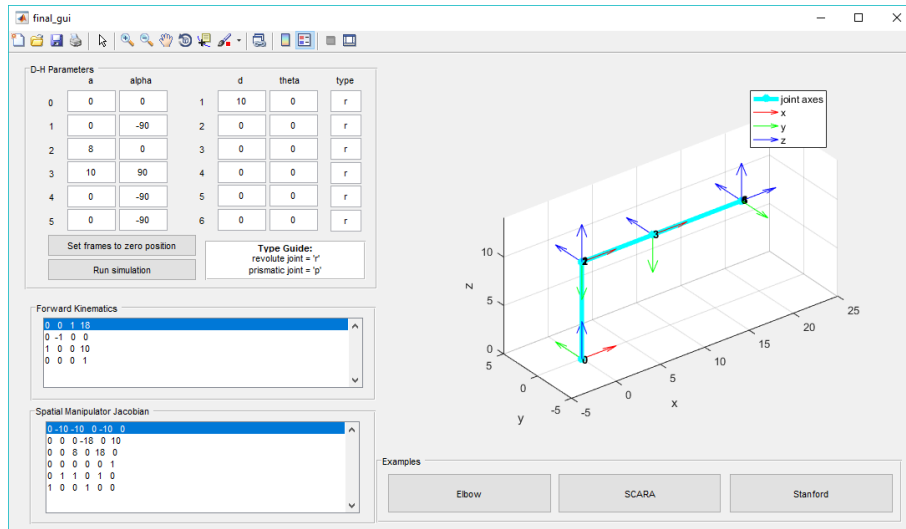 final_gui
D-H Parameters
a alpha d theta type
0 0 0 1 10 0 r
1 0 -90 2 0 0 r
2 8 0 3 0 0 r
3 10 90 4 0 0 r
4 0 -90 5 0 0 r
5 0 -90 6 0 0 r
Set frames to zero position
Run simulation
Type Guide:
revolute joint = 'r'
prismatic joint = 'p'
Forward Kinematics
0 0 1 18
0 -1 0 0
1 0 0 10
0 0 0 1
Spatial Manipulator Jacobian
0 -10 -10 0 -10 0
0 0 0 -18 0 10
0 0 8 0 18 0
0 0 0 0 0 1
0 1 1 0 1 0
1 0 0 1 0 0
joint axes
x
y
z
z
10
5
0
5
0
-5
y
-5
0
5
10
15
20
25
x
3
0
Examples
Elbow
SCARA
Stanford